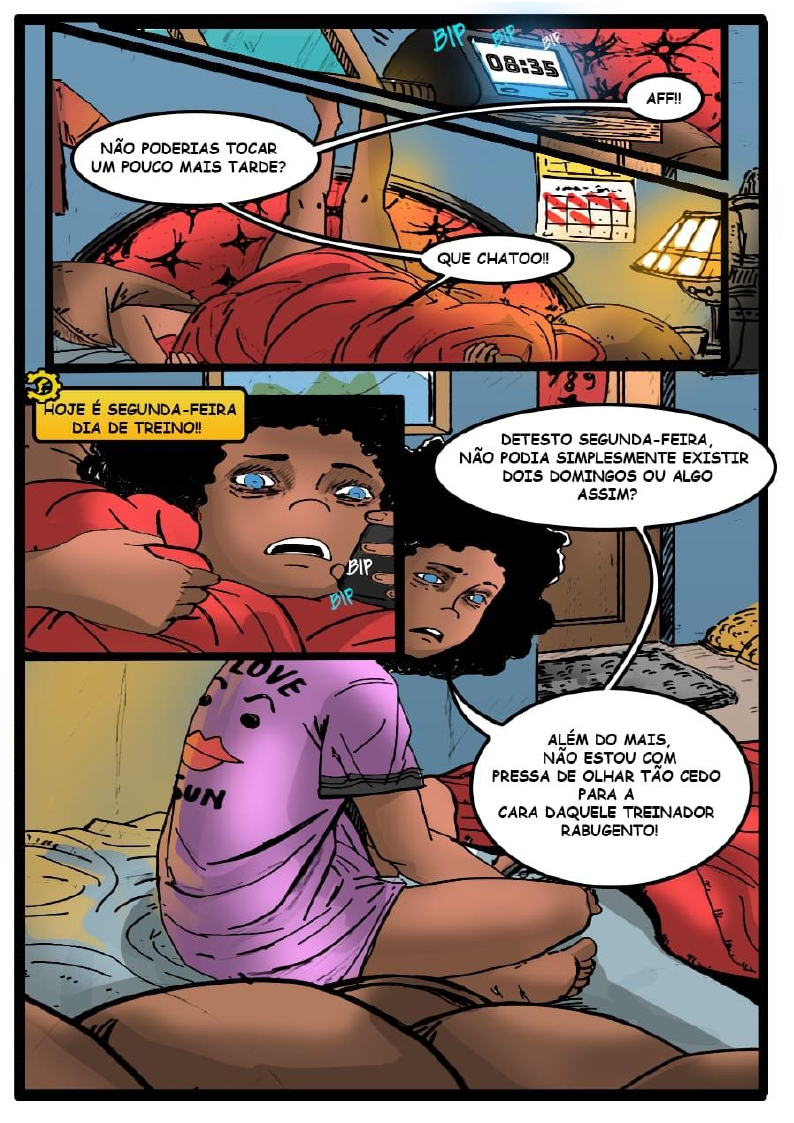 BIP
BIP
BIP
08:35
AFF!!
NÃO PODERIAS TOCAR
UM POUCO MAIS TARDE?
QUE CHATOO!!
HOJE É SEGUNDA-FEIRA
DIA DE TREINO!!
BIP
BIP
789
DETESTO SEGUNDA-FEIRA,
NÃO PODIA SIMPLESMENTE EXISTIR
DOIS DOMINGOS OU ALGO
ASSIM?
LOVE
SUN
ALÉM DO MAIS,
NÃO ESTOU COM
PRESSA DE OLHAR TÃO CEDO
PARA A
CARA DAQUELE TREINADOR
RABUGENTO!